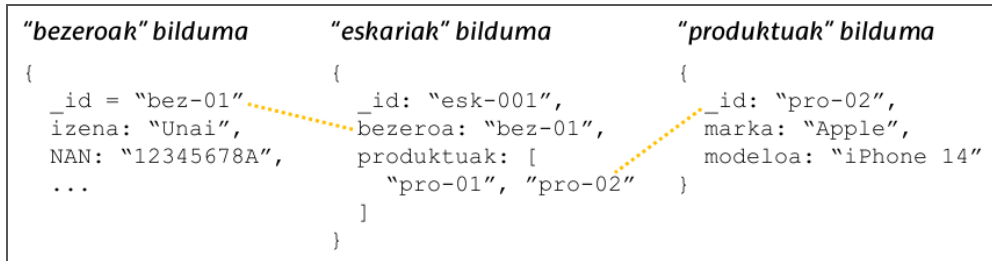 “bezeroak” bilduma
{
_id = “bez-01”
izena: “Unai”,
NAN: “12345678A”,
...
“eskariak” bilduma
{
_id: “esk-001”,
bezeroa: “bez-01”,
produktuak: [
“pro-01”, ”pro-02”
]
}
“produktuak” bilduma
{
_id: “pro-02”,
marka: “Apple”,
modeloa: “iPhone 14”
}